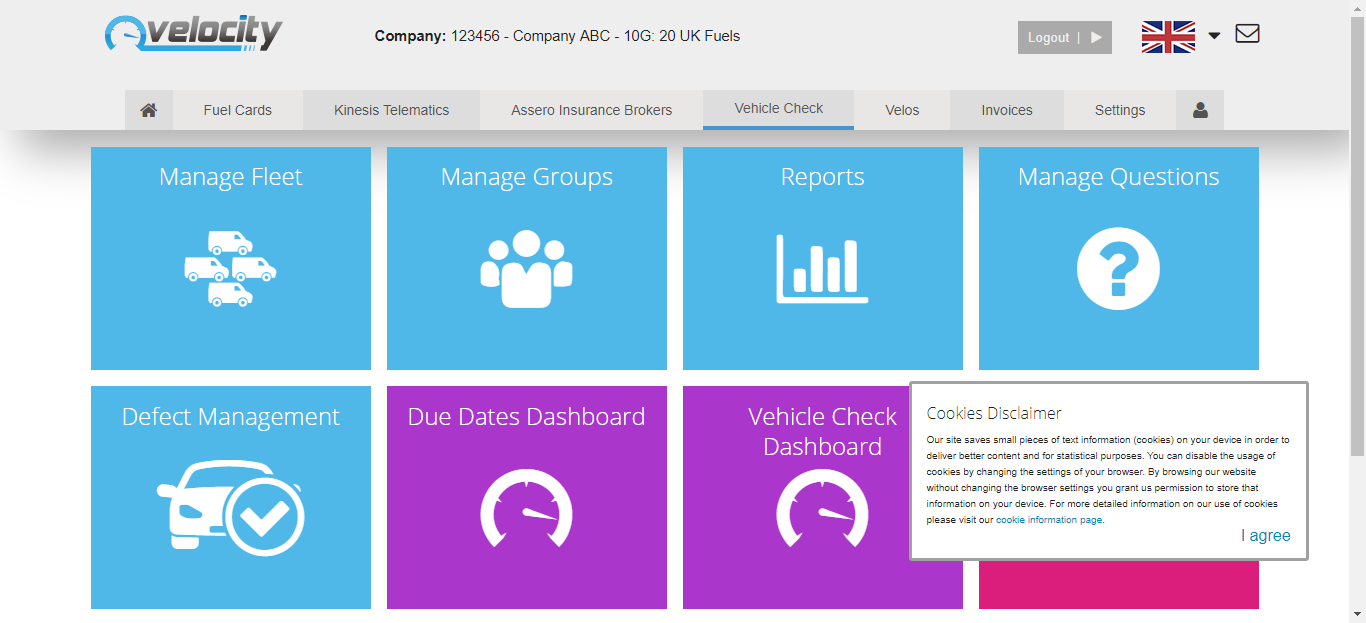 velocity
Company: 123456 - Company ABC - 10G: 20 UK Fuels
Logout |
Fuel Cards
Kinesis Telematics
Assero Insurance Brokers
Vehicle Check
Velos
Invoices
Settings
Manage Fleet
Manage Groups
Reports
Manage Questions
?
Defect Management
Due Dates Dashboard
Vehicle Check
Dashboard
Cookies Disclaimer
Our site saves small pieces of text information (cookies) on your device in order to
deliver better content and for statistical purposes. You can disable the usage of
cookies by changing the settings of your browser. By browsing our website
without changing the browser settings you grant us permission to store that
information on your device. For more detailed information on our use of cookies
please visit our cookie information page.
I agree